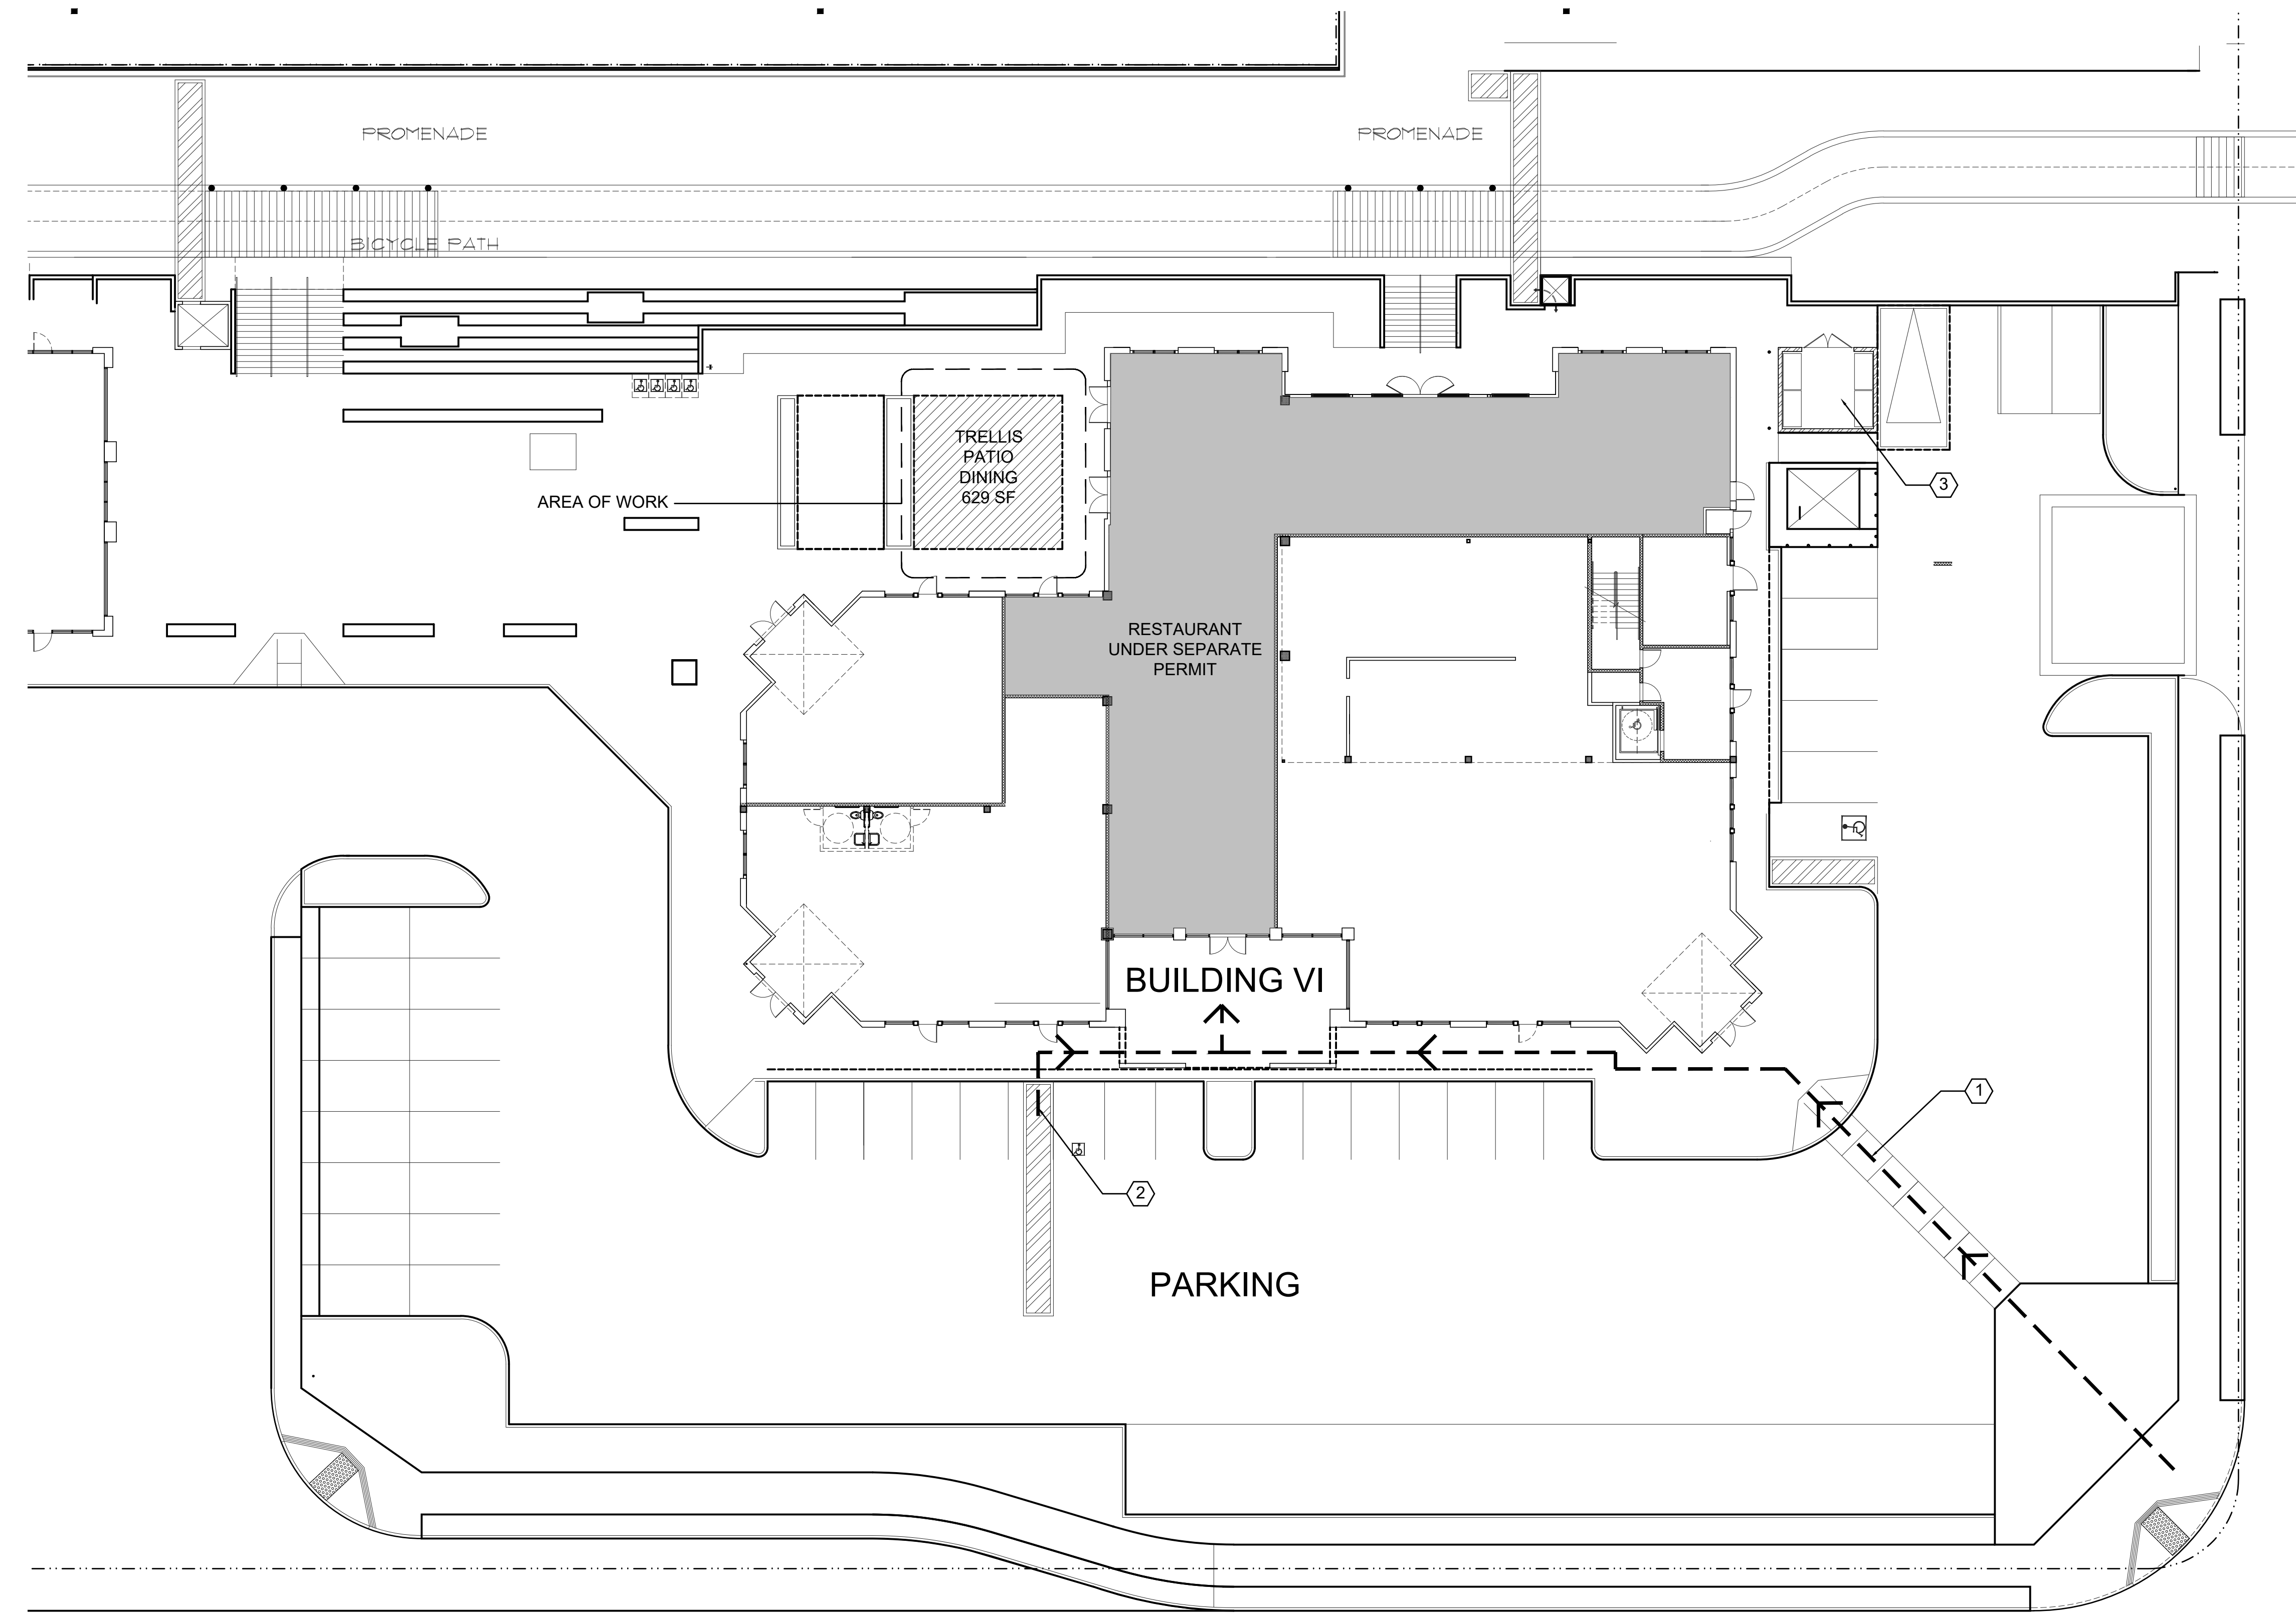 PROMENADE
PROMENADE
BICYCLE PATH
TRELLIS
PATIO
DINING
629 SF
AREA OF WORK
3
RESTAURANT
UNDER SEPARATE
PERMIT
BUILDING VI
1
2
PARKING